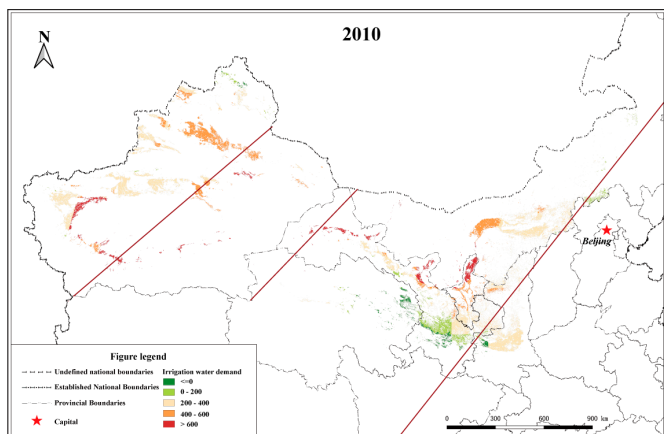 2010
N
Beijing
Figure legend
Undefined national boundaries
Established National Boundaries
Provincial Boundaries
Capital
Irrigation water demand
<=0
0 - 200
200 - 400
400 - 600
> 600
0 300 600 900 km